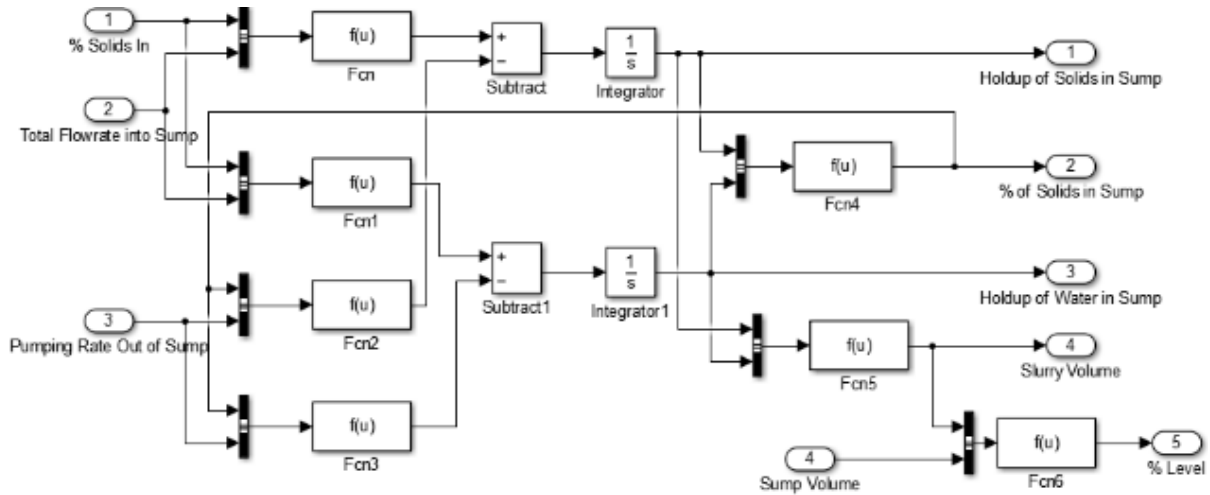 1
% Solids In
2
Total Flowrate into Sump
3
Pumping Rate Out of Sump
f(u)
Fcn
f(u)
Fcn1
f(u)
Fcn2
f(u)
Fcn3
+
−
Subtract
+
−
Subtract1
1
s
Integrator
1
s
Integrator1
f(u)
Fcn4
f(u)
Fcn5
4
Sump Volume
f(u)
Fcn6
1
Holdup of Solids in Sump
2
% of Solids in Sump
3
Holdup of Water in Sump
4
Slurry Volume
5
% Level